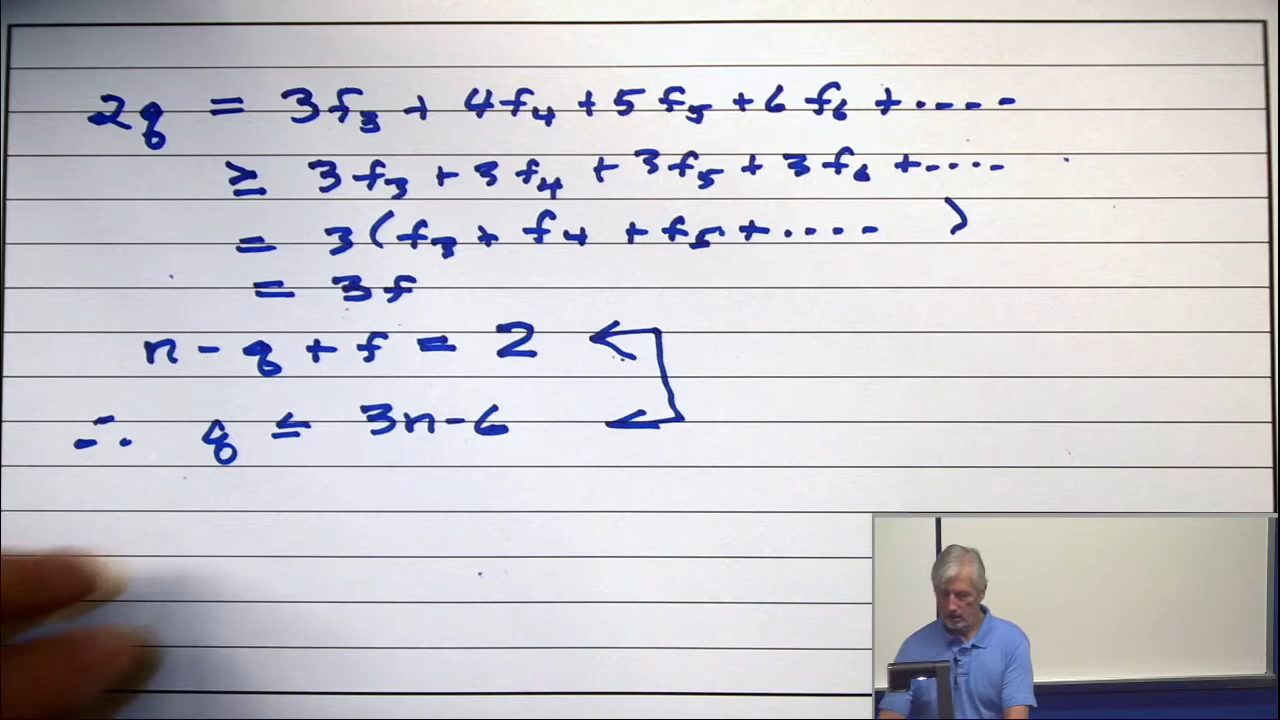 2q = 3f₃ + 4f₄ + 5f₅ + 6f₆ + ....
≥ 3f₃ + 3f₄ + 3f₅ + 3f₆ + ....
= 3(f₃ + f₄ + f₅ + .... )
= 3f
n - q + f = 2
∴ q ≤ 3n-6